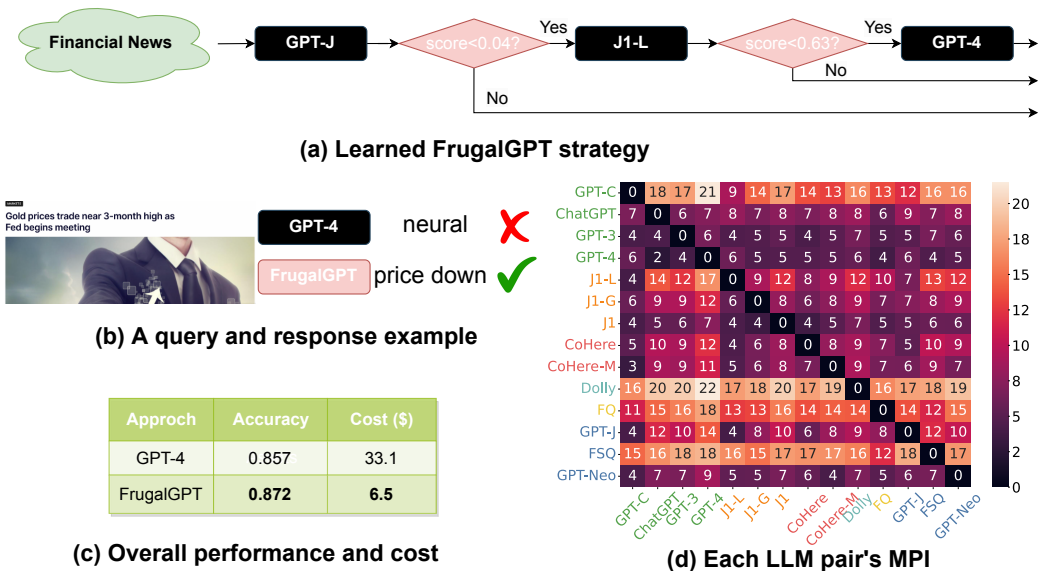 Financial News
GPT-J
score<0.04?
Yes
J1-L
score<0.63?
Yes
GPT-4
No
No
(a) Learned FrugalGPT strategy
Gold prices trade near 3-month high as
Fed begins meeting
GPT-4
neural
FrugalGPT
price down
(b) A query and response example
Approch Accuracy Cost ($)
GPT-4 0.857 33.1
FrugalGPT 0.872 6.5
(c) Overall performance and cost
GPT-C 0 18 17 21 9 14 17 14 13 16 13 12 16 16
ChatGPT 7 0 6 7 8 7 8 7 8 8 6 9 7 8
GPT-3 4 4 0 6 4 5 5 4 5 7 5 5 7 6
GPT-4 6 2 4 0 4 5 5 5 5 6 4 6 4 5
J1-L 4 14 12 17 0 9 12 8 9 12 10 7 13 12
J1-G 6 9 9 12 6 0 8 6 8 9 7 7 8 9
J1 4 5 6 7 4 4 0 4 5 7 5 5 6 6
CoHere 5 10 9 12 4 6 8 0 8 9 7 5 10 9
CoHere-M 3 9 9 11 5 6 8 4 0 9 7 6 9 7
Dolly 16 20 20 22 17 18 20 17 19 0 16 17 18 19
FQ 11 15 16 18 13 13 16 14 14 14 0 14 12 15
GPT-J 4 12 10 14 4 8 10 6 8 9 8 0 12 10
FSQ 15 16 18 18 16 15 17 17 17 16 12 18 0 17
GPT-Neo 4 7 7 9 5 5 7 6 4 7 5 6 7 0
GPT-C ChatGPT GPT-3 GPT-4 J1-L J1-G J1 CoHere CoHere-M Dolly FQ GPT-J FSQ GPT-Neo
20
18
15
12
10
8
5
2
0
(d) Each LLM pair's MPI